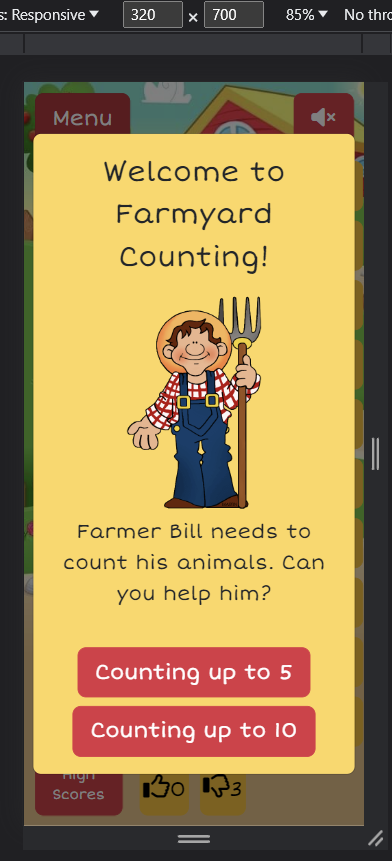 s: Responsive 320 × 700 85% No thro
Menu
Welcome to
Farmyard
Counting!
Farmer Bill needs to
count his animals. Can
you help him?
Counting up to 5
Counting up to 10
High
Scores
0
3